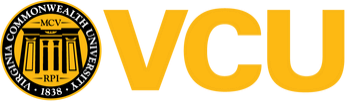 VIRGINIA COMMONWEALTH UNIVERSITY
MCV
RPI
• 1838 •
VCU